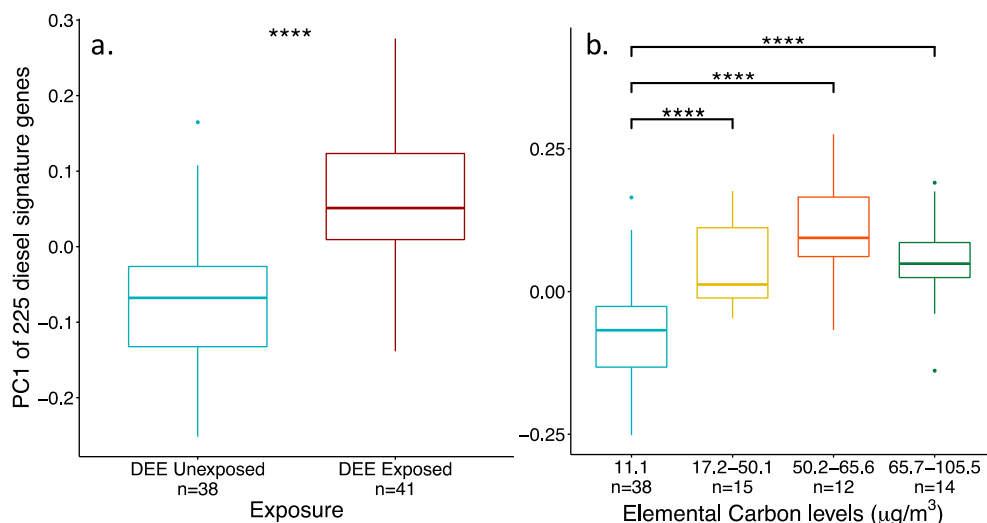 a.
****
PC1 of 225 diesel signature genes
0.3
0.2
0.1
0.0
−0.1
−0.2
DEE Unexposed
n=38
DEE Exposed
n=41
Exposure
b.
****
****
****
0.25
0.00
−0.25
11.1
n=38
17.2−50.1
n=15
50.2−65.6
n=12
65.7−105.5
n=14
Elemental Carbon levels (μg/m³)